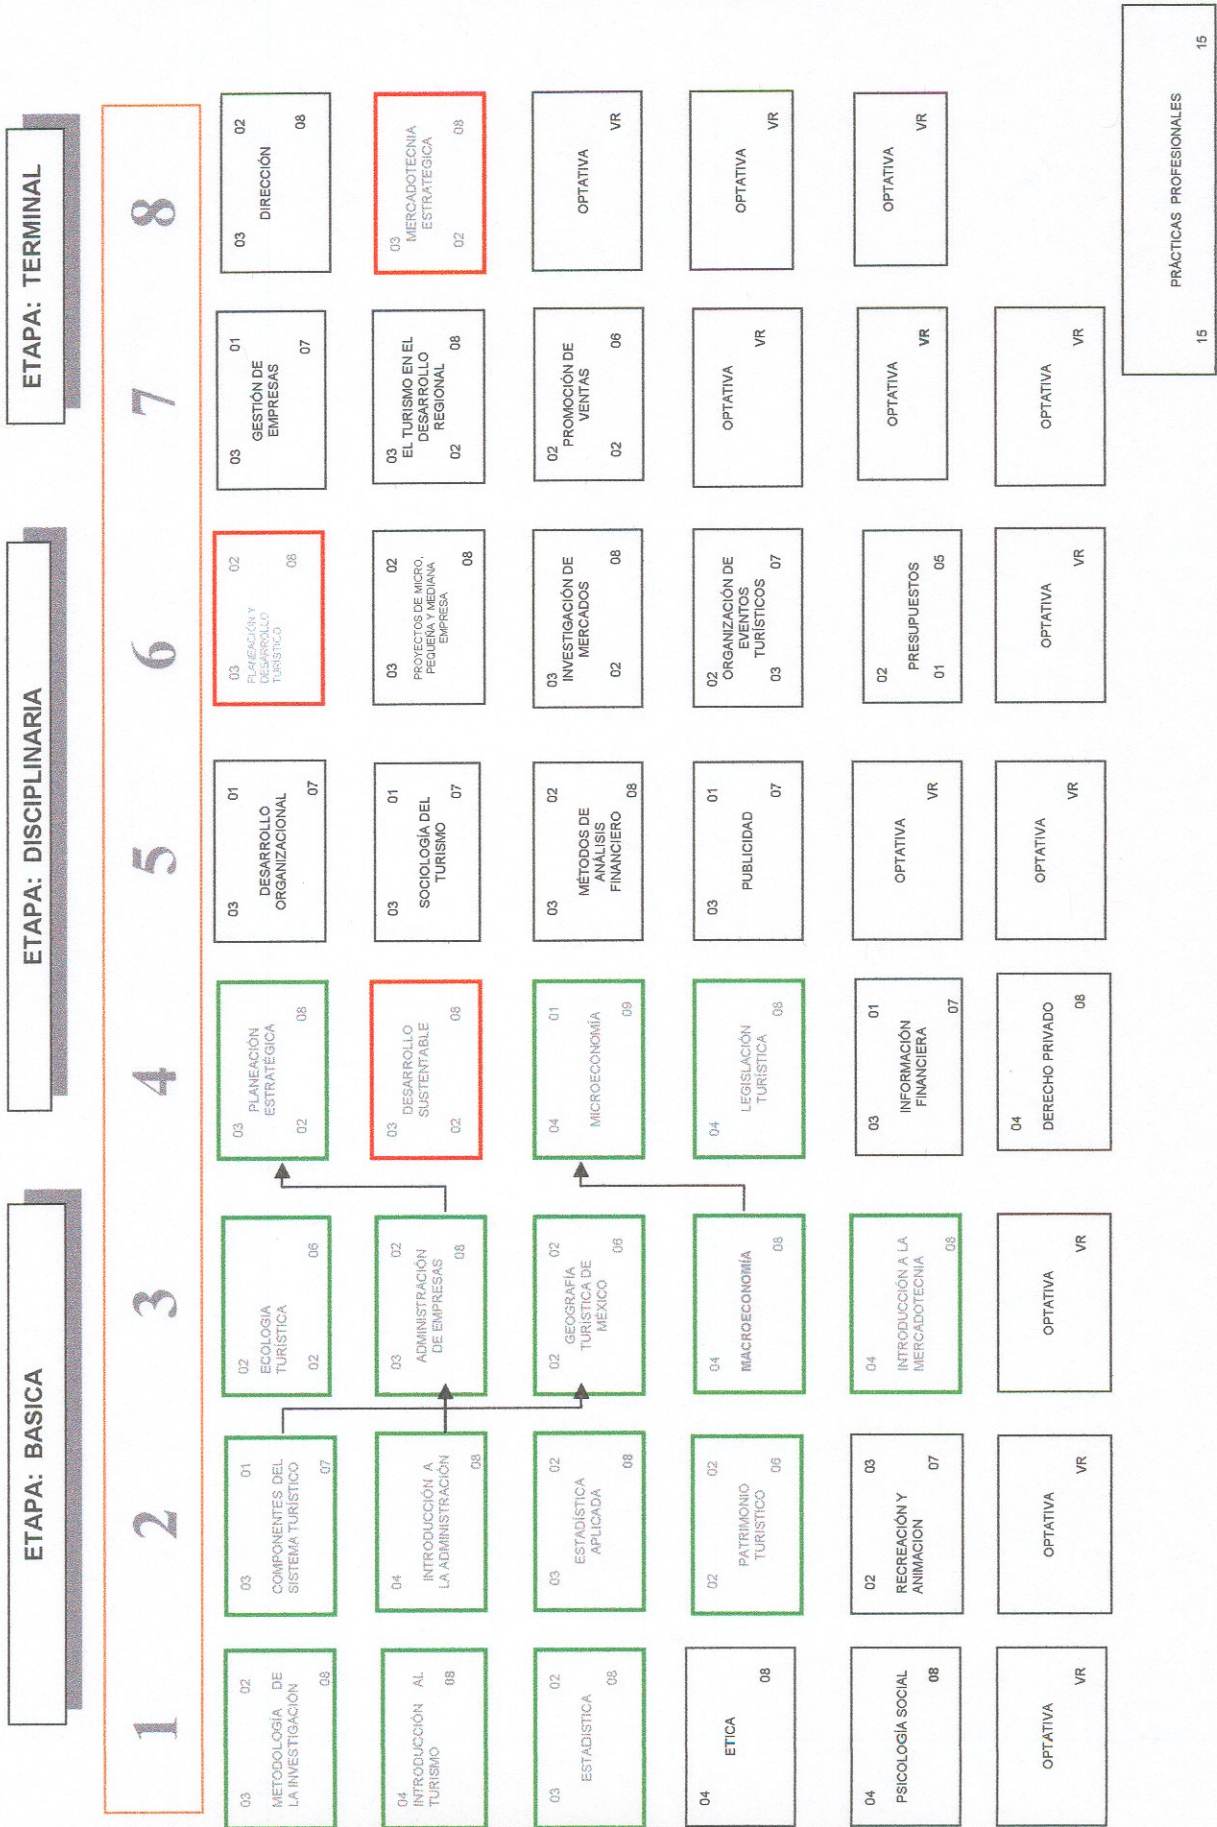 ETAPA: BASICA
ETAPA: DISCIPLINARIA
ETAPA: TERMINAL
1
2
3
4
5
6
7
8
03
02
METODOLOGÍA DE
LA INVESTIGACIÓN
08
03
01
COMPONENTES DEL
SISTEMA TURÍSTICO
07
02
ECOLOGIA
TURÍSTICA
02
06
03
PLANEACIÓN
ESTRATÉGICA
02
08
03
01
DESARROLLO
ORGANIZACIONAL
07
03
02
PLANEACIÓN Y
DESARROLLO
TURÍSTICO
08
03
01
GESTIÓN DE
EMPRESAS
07
03
02
DIRECCIÓN
08
04
INTRODUCCIÓN AL
TURISMO
08
04
INTRODUCCIÓN A
LA ADMINISTRACIÓN
08
03
02
ADMINISTRACIÓN
DE EMPRESAS
08
03
DESARROLLO
SUSTENTABLE
02
08
03
01
SOCIOLOGÍA DEL
TURISMO
07
03
02
PROYECTOS DE MICRO,
PEQUEÑA Y MEDIANA
EMPRESA
08
03
EL TURISMO EN EL
DESARROLLO
REGIONAL
02
08
03
MERCADOTECNIA
ESTRATEGICA
02
08
03
02
ESTADISTICA
08
03
02
ESTADÍSTICA
APLICADA
08
02
02
GEOGRAFÍA
TURÍSTICA DE
MÉXICO
06
04
01
MICROECONOMÍA
09
03
02
MÉTODOS DE
ANÁLISIS
FINANCIERO
08
03
INVESTIGACIÓN DE
MERCADOS
02
08
02
PROMOCIÓN DE
VENTAS
02
06
OPTATIVA
VR
04
ETICA
08
02
02
PATRIMONIO
TURISTICO
06
04
MACROECONOMÍA
08
04
LEGISLACIÓN
TURÍSTICA
08
03
01
PUBLICIDAD
07
02
ORGANIZACIÓN DE
EVENTOS
TURÍSTICOS
03
07
OPTATIVA
VR
OPTATIVA
VR
04
PSICOLOGÍA SOCIAL
08
02
03
RECREACIÓN Y
ANIMACION
07
04
INTRODUCCIÓN A LA
MERCADOTECNIA
08
03
01
INFORMACIÓN
FINANCIERA
07
OPTATIVA
VR
02
PRESUPUESTOS
01
05
OPTATIVA
VR
OPTATIVA
VR
OPTATIVA
VR
OPTATIVA
VR
OPTATIVA
VR
04
DERECHO PRIVADO
08
OPTATIVA
VR
OPTATIVA
VR
OPTATIVA
VR
PRÁCTICAS PROFESIONALES
15
15